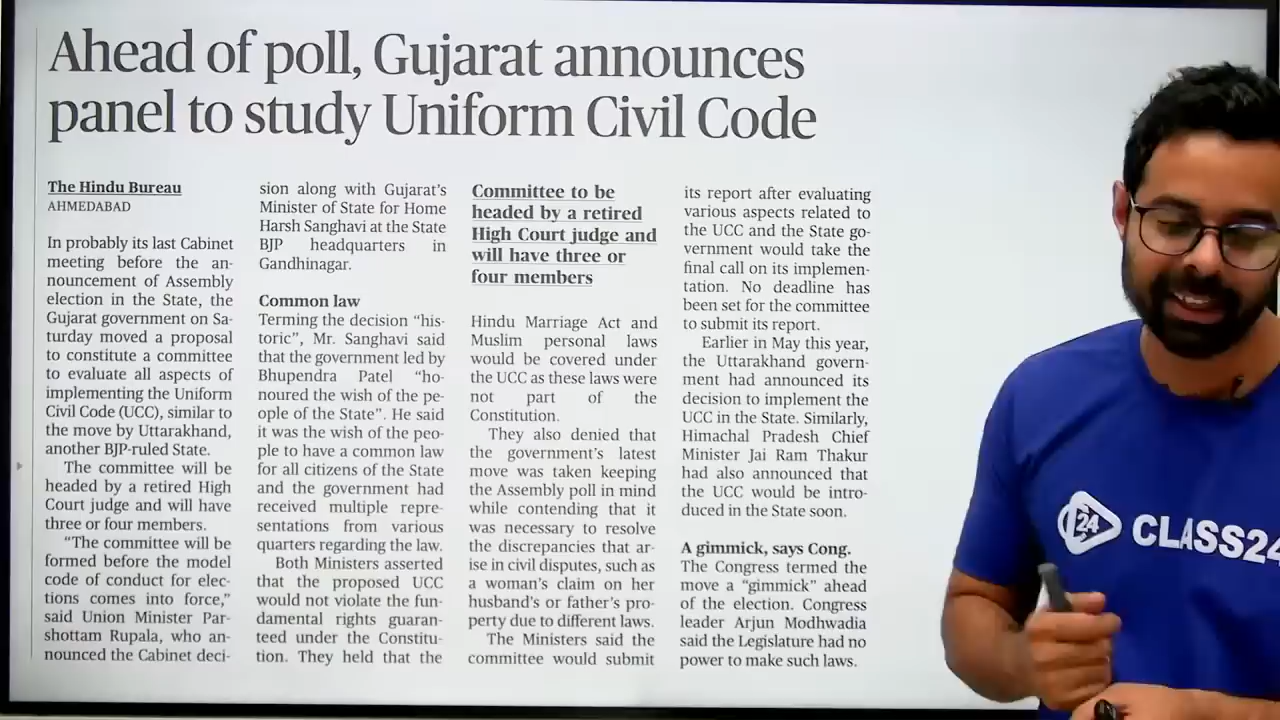 Ahead of poll, Gujarat announces
panel to study Uniform Civil Code
The Hindu Bureau
AHMEDABAD
In probably its last Cabinet
meeting before the an-
nouncement of Assembly
election in the State, the
Gujarat government on Sa-
turday moved a proposal
to constitute a committee
to evaluate all aspects of
implementing the Uniform
Civil Code (UCC), similar to
the move by Uttarakhand,
another BJP-ruled State.
The committee will be
headed by a retired High
Court judge and will have
three or four members.
“The committee will be
formed before the model
code of conduct for elec-
tions comes into force,”
said Union Minister Par-
shottam Rupala, who an-
nounced the Cabinet deci-
sion along with Gujarat’s
Minister of State for Home
Harsh Sanghavi at the State
BJP headquarters in
Gandhinagar.
Common law
Terming the decision “his-
toric”, Mr. Sanghavi said
that the government led by
Bhupendra Patel “ho-
noured the wish of the pe-
ople of the State”. He said
it was the wish of the peo-
ple to have a common law
for all citizens of the State
and the government had
received multiple repre-
sentations from various
quarters regarding the law.
Both Ministers asserted
that the proposed UCC
would not violate the fun-
damental rights guaran-
teed under the Constitu-
tion. They held that the
Committee to be
headed by a retired
High Court judge and
will have three or
four members
Hindu Marriage Act and
Muslim personal laws
would be covered under
the UCC as these laws were
not part of the
Constitution.
They also denied that
the government’s latest
move was taken keeping
the Assembly poll in mind
while contending that it
was necessary to resolve
the discrepancies that ar-
ise in civil disputes, such as
a woman’s claim on her
husband’s or father’s pro-
perty due to different laws.
The Ministers said the
committee would submit
its report after evaluating
various aspects related to
the UCC and the State go-
vernment would take the
final call on its implemen-
tation. No deadline has
been set for the committee
to submit its report.
Earlier in May this year,
the Uttarakhand govern-
ment had announced its
decision to implement the
UCC in the State. Similarly,
Himachal Pradesh Chief
Minister Jai Ram Thakur
had also announced that
the UCC would be intro-
duced in the State soon.
A gimmick, says Cong.
The Congress termed the
move a “gimmick” ahead
of the election. Congress
leader Arjun Modhwadia
said the Legislature had no
power to make such laws.
24 CLASS24